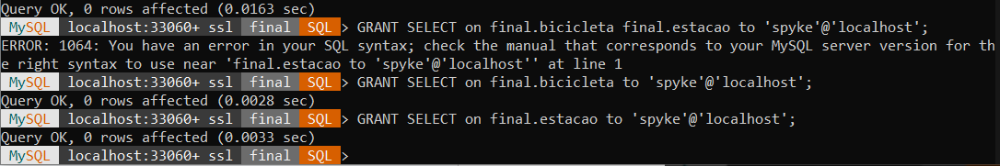 Query OK, 0 rows affected (0.0163 sec)
MySQL localhost:33060+ ssl final SQL > GRANT SELECT on final.bicicleta final.estacao to 'spyke'@'localhost';
ERROR: 1064: You have an error in your SQL syntax; check the manual that corresponds to your MySQL server version for th
e right syntax to use near 'final.estacao to 'spyke'@'localhost'' at line 1
MySQL localhost:33060+ ssl final SQL > GRANT SELECT on final.bicicleta to 'spyke'@'localhost';
Query OK, 0 rows affected (0.0028 sec)
MySQL localhost:33060+ ssl final SQL > GRANT SELECT on final.estacao to 'spyke'@'localhost';
Query OK, 0 rows affected (0.0033 sec)
MySQL localhost:33060+ ssl final SQL >